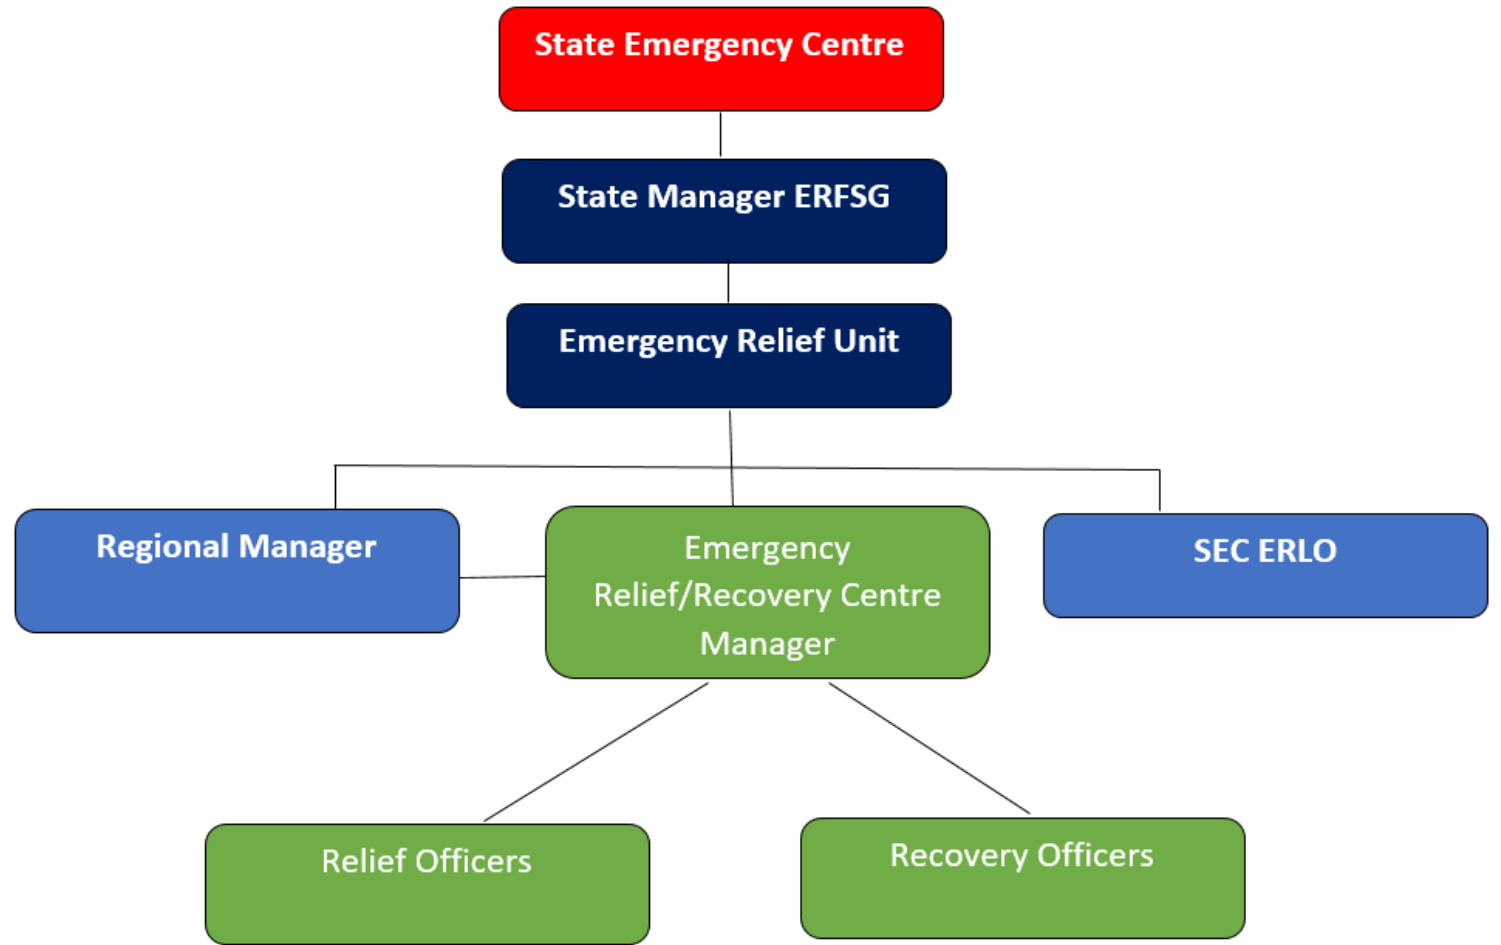 State Emergency Centre
State Manager ERFSG
Emergency Relief Unit
Regional Manager
Emergency
Relief/Recovery Centre
Manager
SEC ERLO
Relief Officers
Recovery Officers